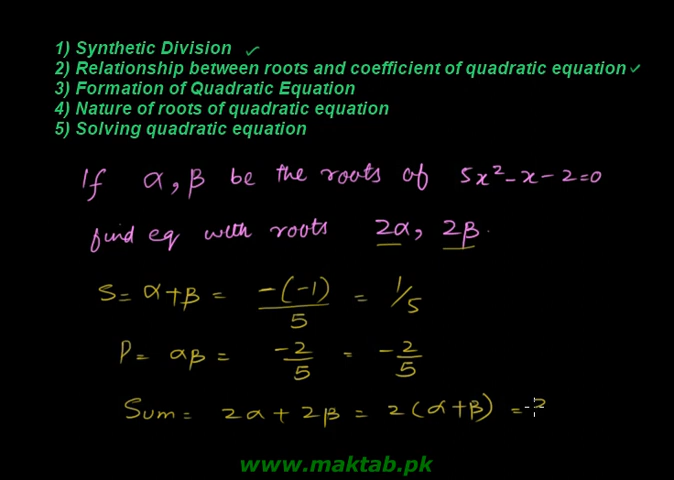 1) Synthetic Division ✓
2) Relationship between roots and coefficient of quadratic equation ✓
3) Formation of Quadratic Equation
4) Nature of roots of quadratic equation
5) Solving quadratic equation
If α, β be the roots of 5x²-x-2=0
find eq with roots 2α, 2β.
S= α+β = -(-1)/5 = 1/5
P= αβ = -2/5 = -2/5
Sum= 2α+2β = 2(α+β) = 2
www.maktab.pk